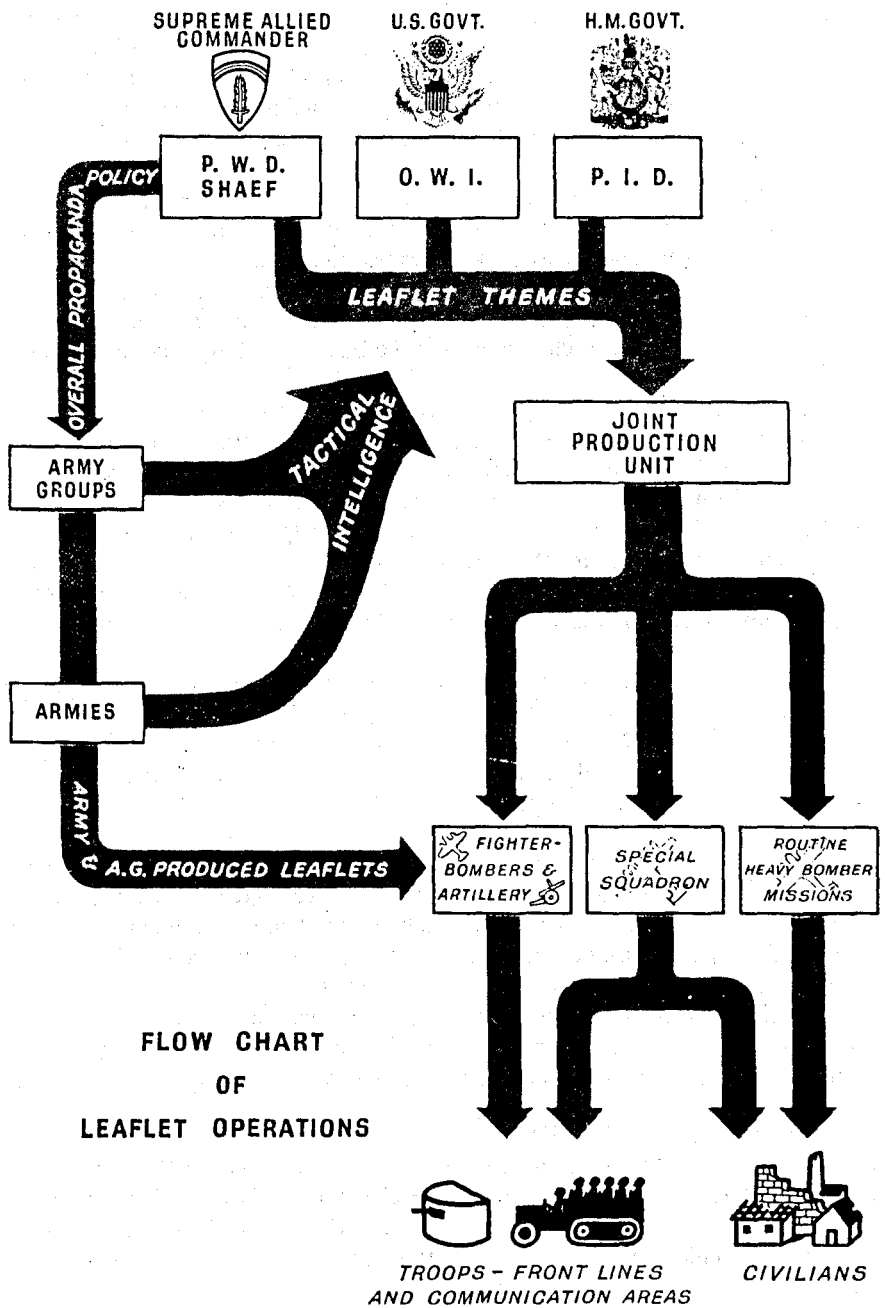 SUPREME ALLIED
COMMANDER
U.S. GOVT.
H.M. GOVT.
P. W. D.
SHAEF
O. W. I.
P. I. D.
POLICY
OVERALL PROPAGANDA
LEAFLET THEMES
TACTICAL
INTELLIGENCE
JOINT
PRODUCTION
UNIT
ARMY
GROUPS
ARMIES
ARMY &
A.G. PRODUCED LEAFLETS
FIGHTER-
BOMBERS &
ARTILLERY
SPECIAL
SQUADRON
ROUTINE
HEAVY BOMBER
MISSIONS
FLOW CHART
OF
LEAFLET OPERATIONS
TROOPS - FRONT LINES
AND COMMUNICATION AREAS
CIVILIANS